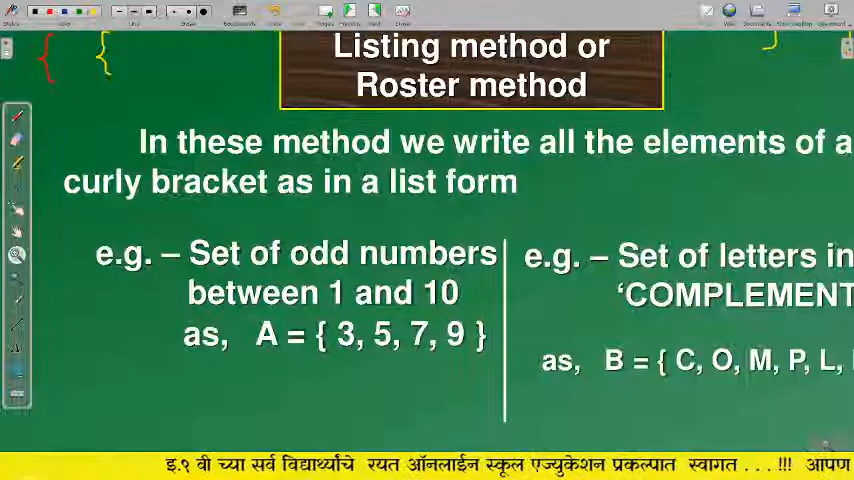 Listing method or
Roster method
In these method we write all the elements of a
curly bracket as in a list form
e.g. – Set of odd numbers
between 1 and 10
as, A = { 3, 5, 7, 9 }
e.g. – Set of letters in
‘COMPLEMENT
as, B = { C, O, M, P, L,
इ.९ वी च्या सर्व विद्यार्थ्यांचे रयत ऑनलाईन स्कूल एज्युकेशन प्रकल्पात स्वागत . . . !!! आपण